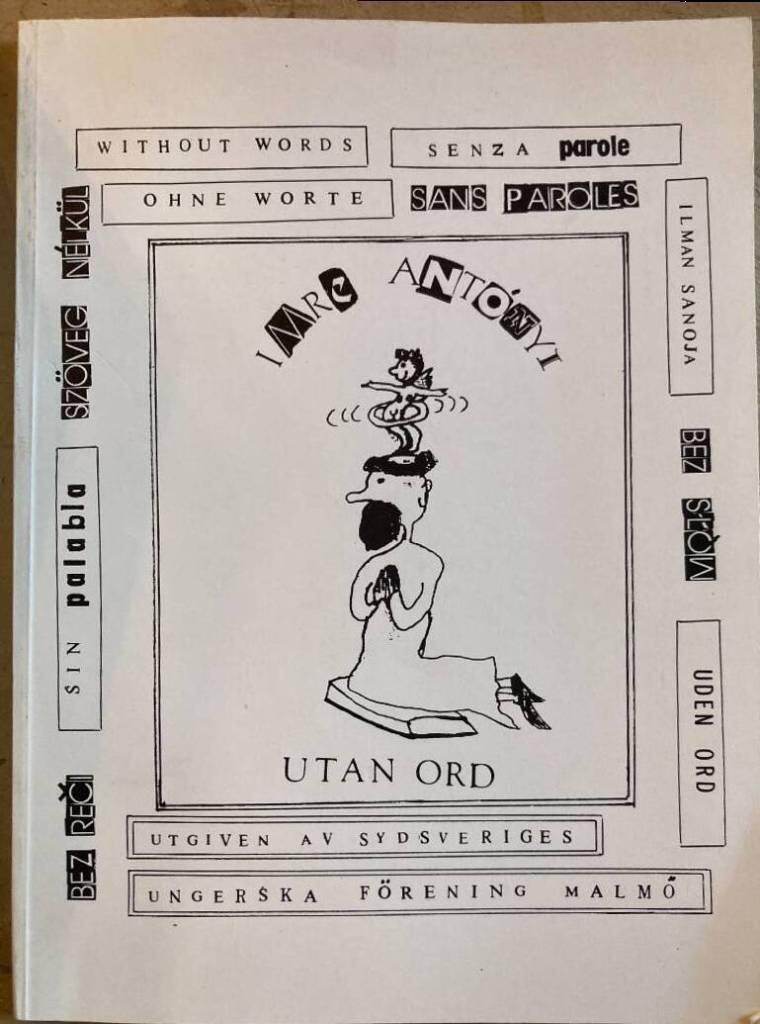 WITHOUT WORDS
SENZA parole
OHNE WORTE
SANS PAROLES
SZÖVEG NÉLKÜL
ILMAN SANOJA
IMRe ANTÓNYI
BEZ SŁÓW
SIN palabla
UDEN ORD
UTAN ORD
BEZ REČI
UTGIVEN AV SYDSVERIGES
UNGERSKA FÖRENING MALMŐ